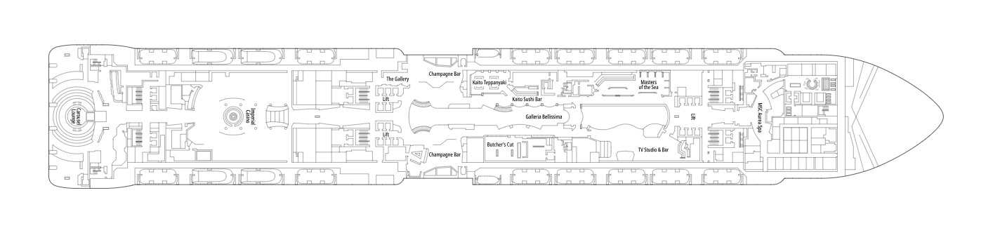 Carousel
Lounge
Imperial
Casino
The Gallery
Lift
Lift
Champagne Bar
Champagne Bar
Kaito Teppanyaki
Kaito Sushi Bar
Galleria Bellissima
Butcher's Cut
Masters
of the Sea
TV Studio & Bar
Lift
MSC Aurea Spa